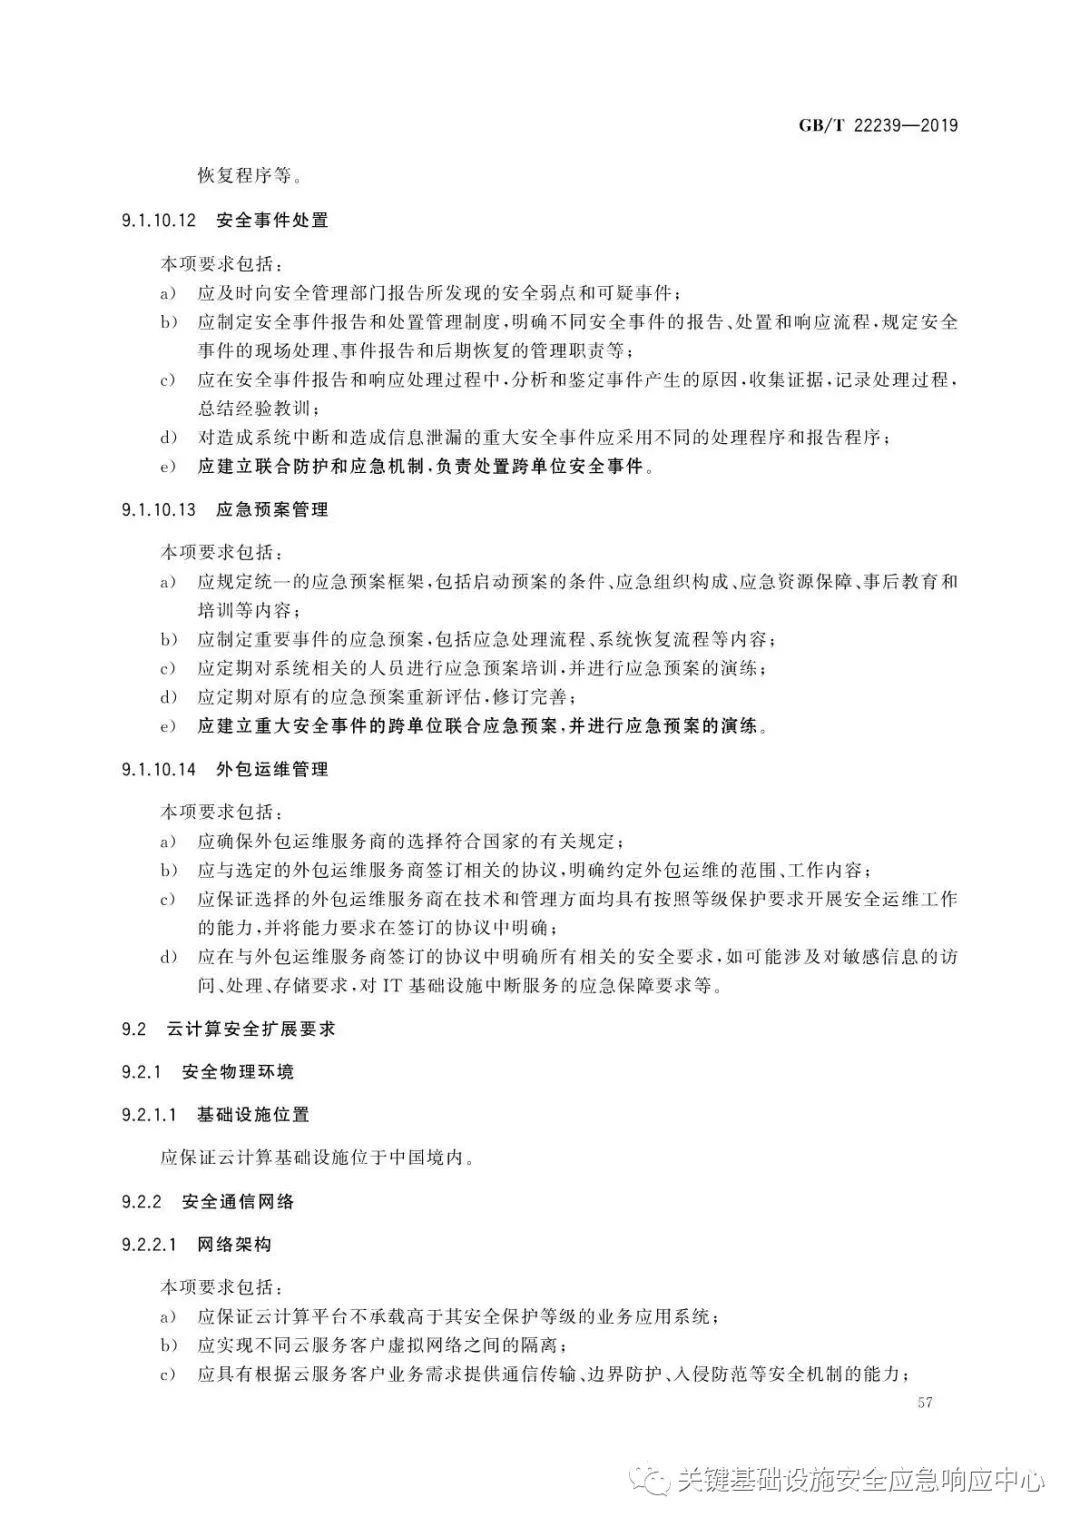 GB/T 22239—2019
恢复程序等。
9.1.10.12 安全事件处置
本项要求包括:
a) 应及时向安全管理部门报告所发现的安全弱点和可疑事件;
b) 应制定安全事件报告和处置管理制度,明确不同安全事件的报告、处置和响应流程,规定安全
事件的现场处理、事件报告和后期恢复的管理职责等;
c) 应在安全事件报告和响应处理过程中,分析和鉴定事件产生的原因,收集证据,记录处理过程,
总结经验教训;
d) 对造成系统中断和造成信息泄漏的重大安全事件应采用不同的处理程序和报告程序;
e) 应建立联合防护和应急机制,负责处置跨单位安全事件。
9.1.10.13 应急预案管理
本项要求包括:
a) 应规定统一的应急预案框架,包括启动预案的条件、应急组织构成、应急资源保障、事后教育和
培训等内容;
b) 应制定重要事件的应急预案,包括应急处理流程、系统恢复流程等内容;
c) 应定期对系统相关的人员进行应急预案培训,并进行应急预案的演练;
d) 应定期对原有的应急预案重新评估,修订完善;
e) 应建立重大安全事件的跨单位联合应急预案,并进行应急预案的演练。
9.1.10.14 外包运维管理
本项要求包括:
a) 应确保外包运维服务商的选择符合国家的有关规定;
b) 应与选定的外包运维服务商签订相关的协议,明确约定外包运维的范围、工作内容;
c) 应保证选择的外包运维服务商在技术和管理方面均具有按照等级保护要求开展安全运维工作
的能力,并将能力要求在签订的协议中明确;
d) 应在与外包运维服务商签订的协议中明确所有相关的安全要求,如可能涉及对敏感信息的访
问、处理、存储要求,对 IT 基础设施中断服务的应急保障要求等。
9.2 云计算安全扩展要求
9.2.1 安全物理环境
9.2.1.1 基础设施位置
应保证云计算基础设施位于中国境内。
9.2.2 安全通信网络
9.2.2.1 网络架构
本项要求包括:
a) 应保证云计算平台不承载高于其安全保护等级的业务应用系统;
b) 应实现不同云服务客户虚拟网络之间的隔离;
c) 应具有根据云服务客户业务需求提供通信传输、边界防护、入侵防范等安全机制的能力;
57
关键基础设施安全应急响应中心